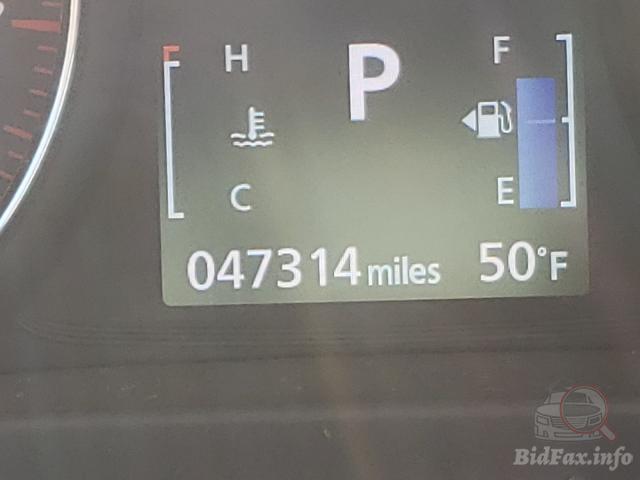 H P F
C E
047314 miles 50°F
BidFax.info